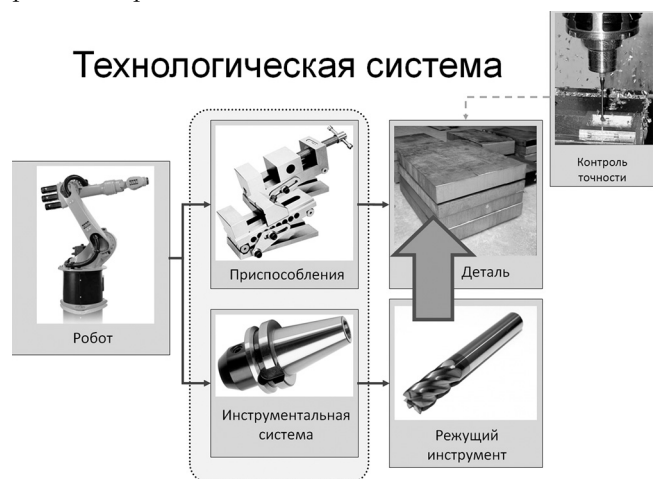 Технологическая система
Контроль
точности
Приспособления
Деталь
Робот
Инструментальная
система
Режущий
инструмент